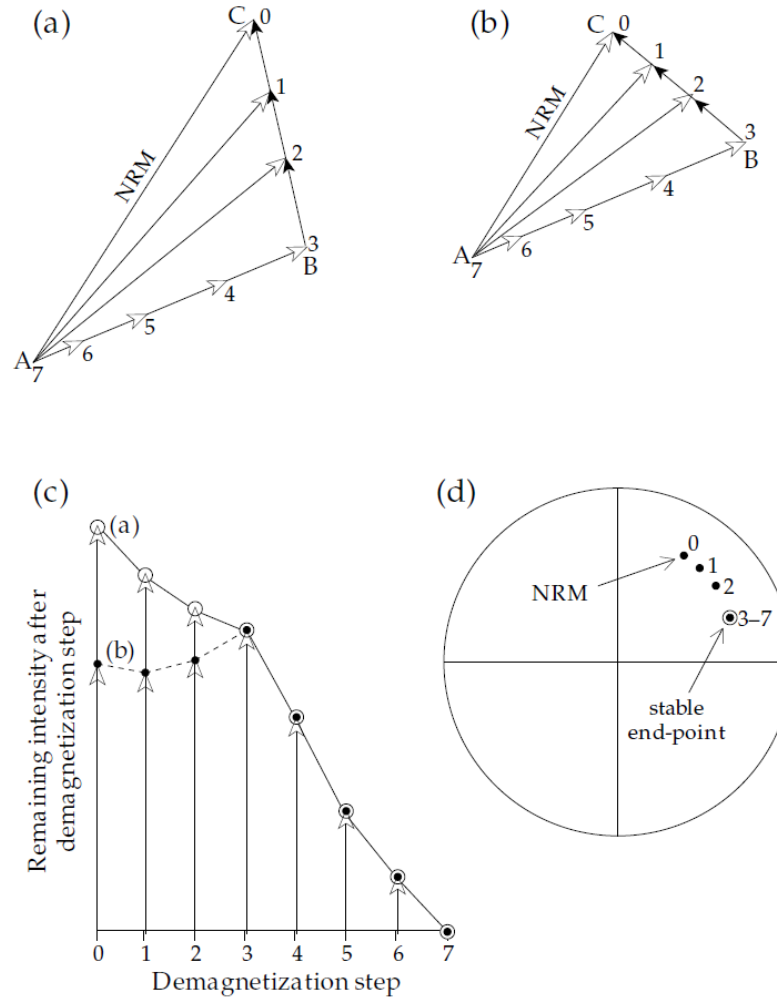 (a)
C 0
1
NRM
2
3
B
4
5
6
A 7
(b)
C 0
1
2
NRM
3
B
4
5
6
A 7
(c)
(a)
(b)
Remaining intensity after
demagnetization step
0 1 2 3 4 5 6 7
Demagnetization step
(d)
0
1
2
NRM
3–7
stable
end-point